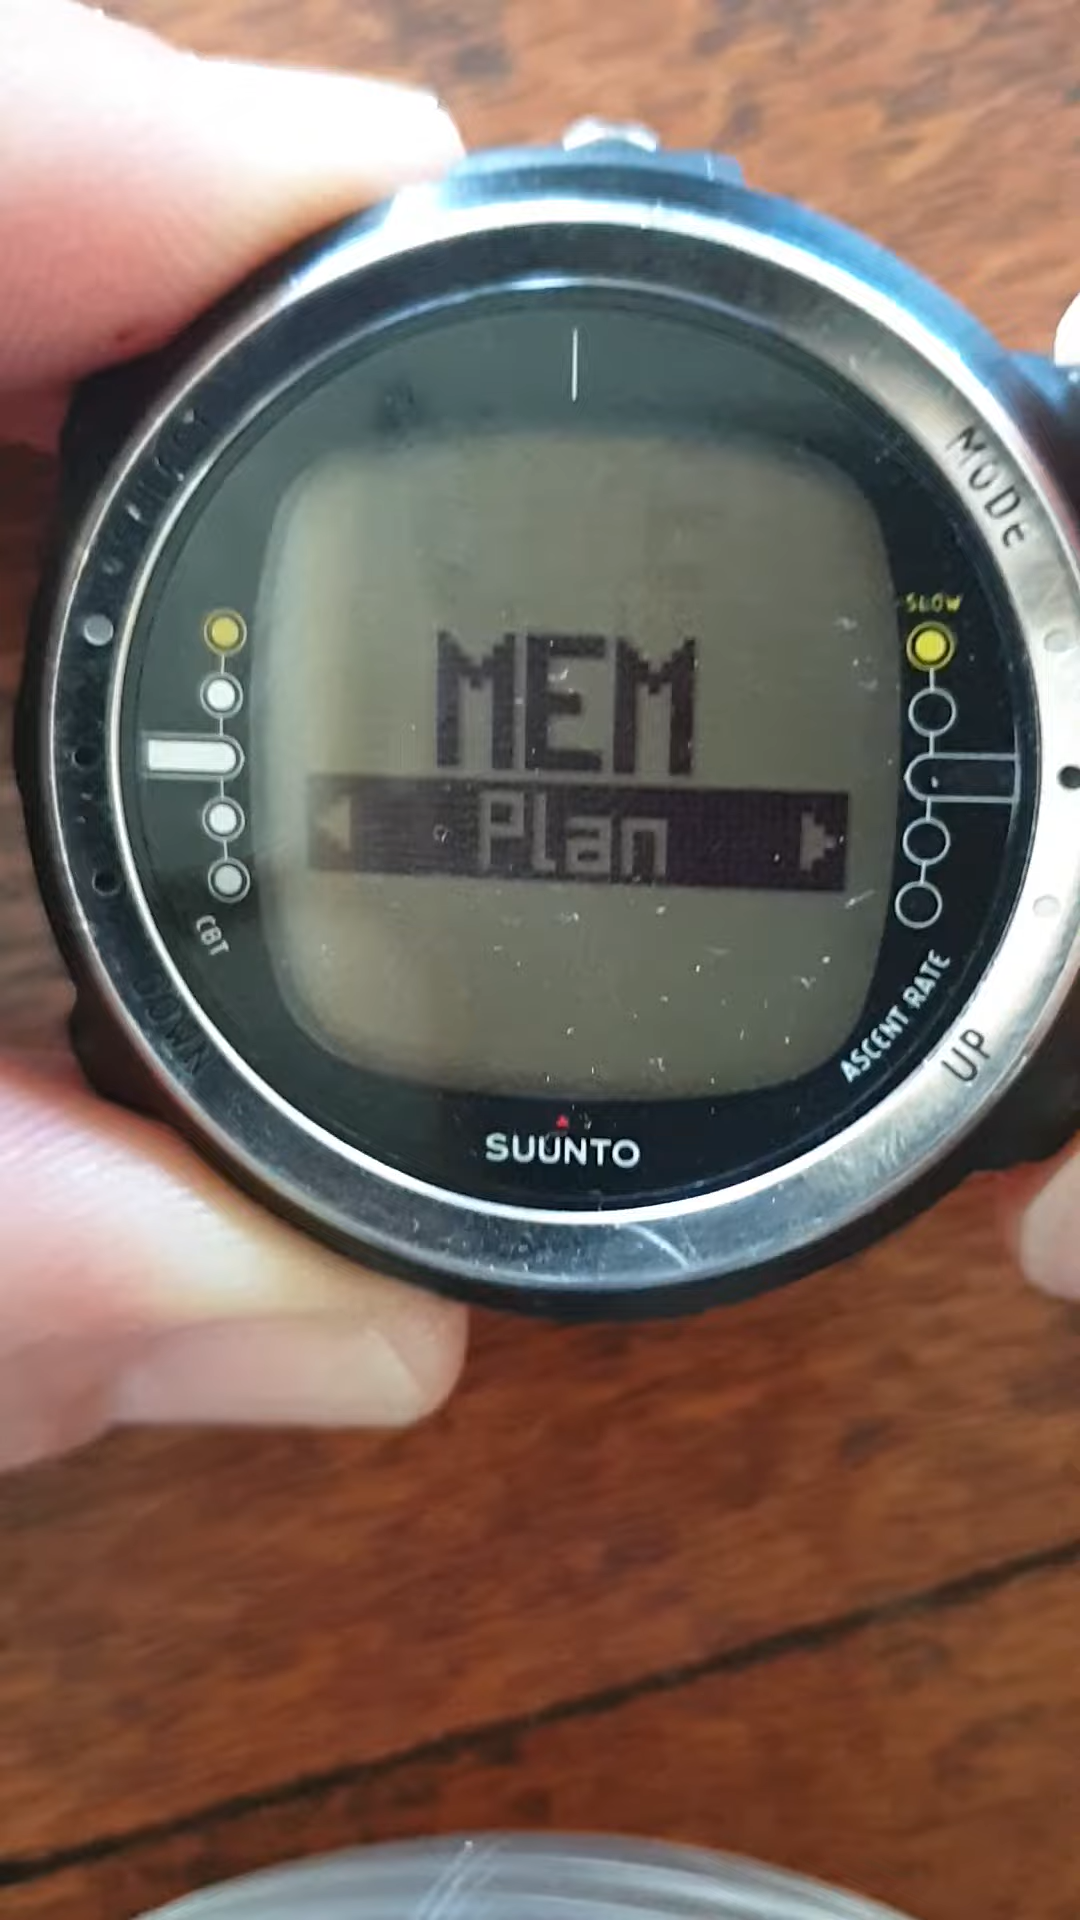 MODE
SLOW
MEM
Plan
CBT
DOWN
ASCENT RATE
UP
SUUNTO